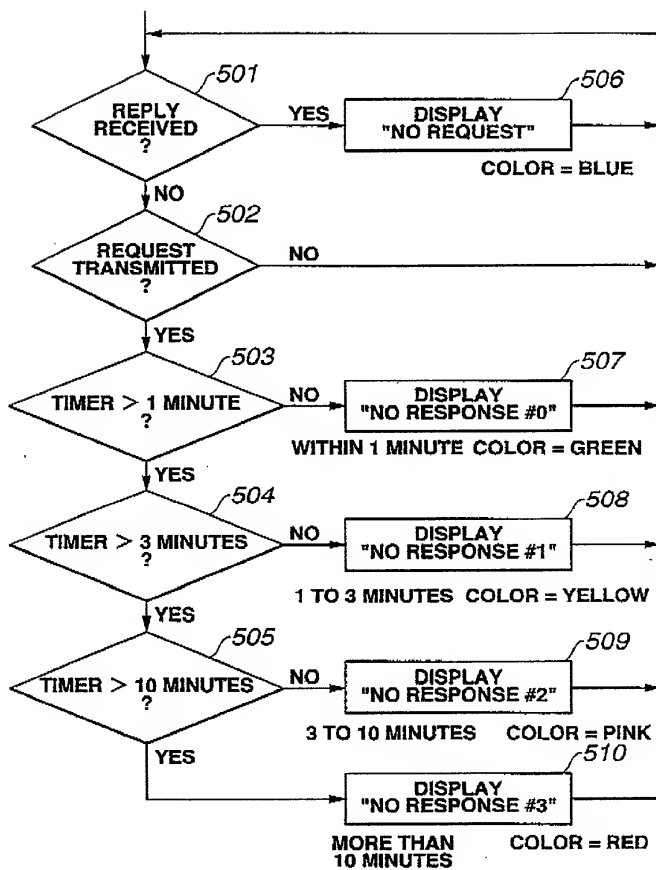 501
506
REPLY
RECEIVED
?
YES
DISPLAY
"NO REQUEST"
COLOR = BLUE
NO
502
REQUEST
TRANSMITTED
?
NO
YES
503
507
TIMER > 1 MINUTE
?
NO
DISPLAY
"NO RESPONSE #0"
WITHIN 1 MINUTE COLOR = GREEN
YES
504
508
TIMER > 3 MINUTES
?
NO
DISPLAY
"NO RESPONSE #1"
1 TO 3 MINUTES COLOR = YELLOW
YES
505
509
TIMER > 10 MINUTES
?
NO
DISPLAY
"NO RESPONSE #2"
3 TO 10 MINUTES COLOR = PINK
YES
510
DISPLAY
"NO RESPONSE #3"
MORE THAN
10 MINUTES
COLOR = RED